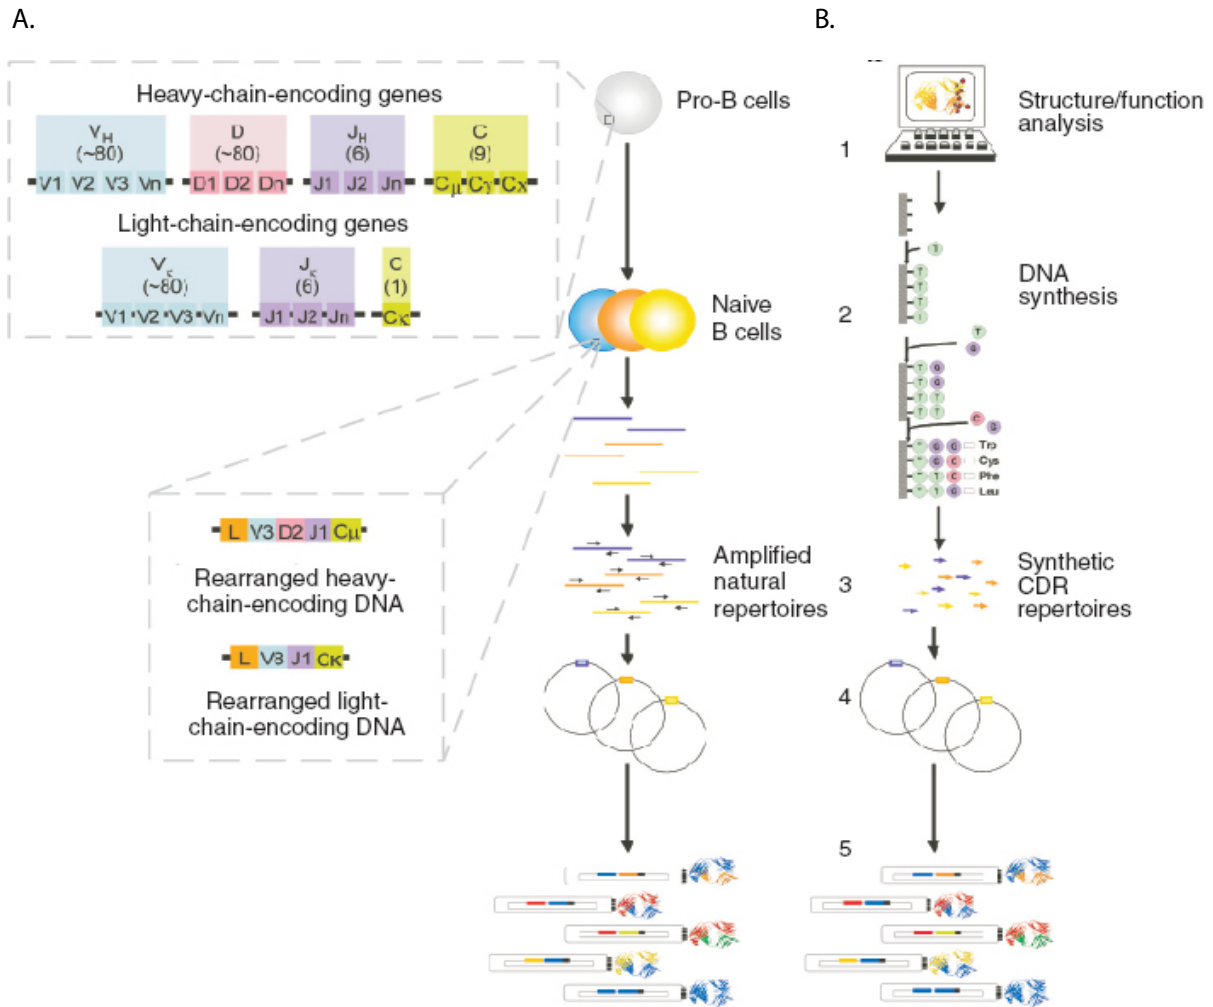 A.
B.
Heavy-chain-encoding genes
V_H
(~80)
D
(~80)
J_H
(6)
C
(9)
V1 V2 V3 Vn
D1 D2 Dn
J1 J2 Jn
Cμ Cγ Cx
Light-chain-encoding genes
V_κ
(~80)
J_κ
(6)
C
(1)
V1 V2 V3 Vn
J1 J2 Jn
Cκ
Pro-B cells
Naive
B cells
L V3 D2 J1 Cμ
Rearranged heavy-
chain-encoding DNA
L V3 J1 Cκ
Rearranged light-
chain-encoding DNA
Amplified
natural
repertoires
1
Structure/function
analysis
2
DNA
synthesis
T
T
T
T
T
G
T G
T G
T T
T T
C
G
G G Trp
G C Cys
T C Phe
T G Leu
3
Synthetic
CDR
repertoires
4
5